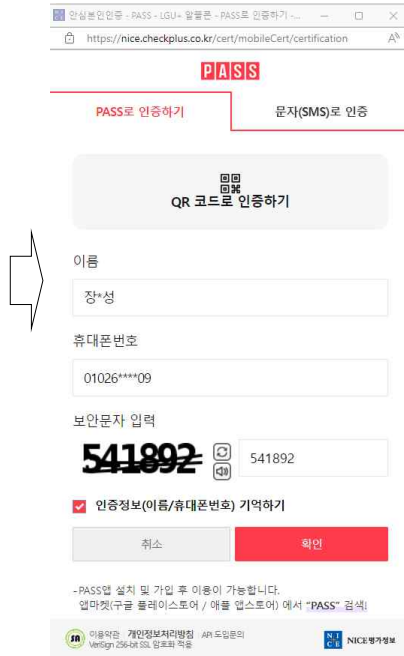 안심본인인증 - PASS - LGU+ 알뜰폰 - PASS로 인증하기 -...
https://nice.checkplus.co.kr/cert/mobileCert/certification
PASS
PASS로 인증하기 문자(SMS)로 인증
QR 코드로 인증하기
이름
장*성
휴대폰번호
01026****09
보안문자 입력
541892 541892
인증정보(이름/휴대폰번호) 기억하기
취소 확인
-PASS앱 설치 및 가입 후 이용이 가능합니다.
앱마켓(구글 플레이스토어 / 애플 앱스토어) 에서 "PASS" 검색!
이용약관 개인정보처리방침 API 도입문의
VeriSign 256-bit SSL 암호화 적용
NICE NICE평가정보